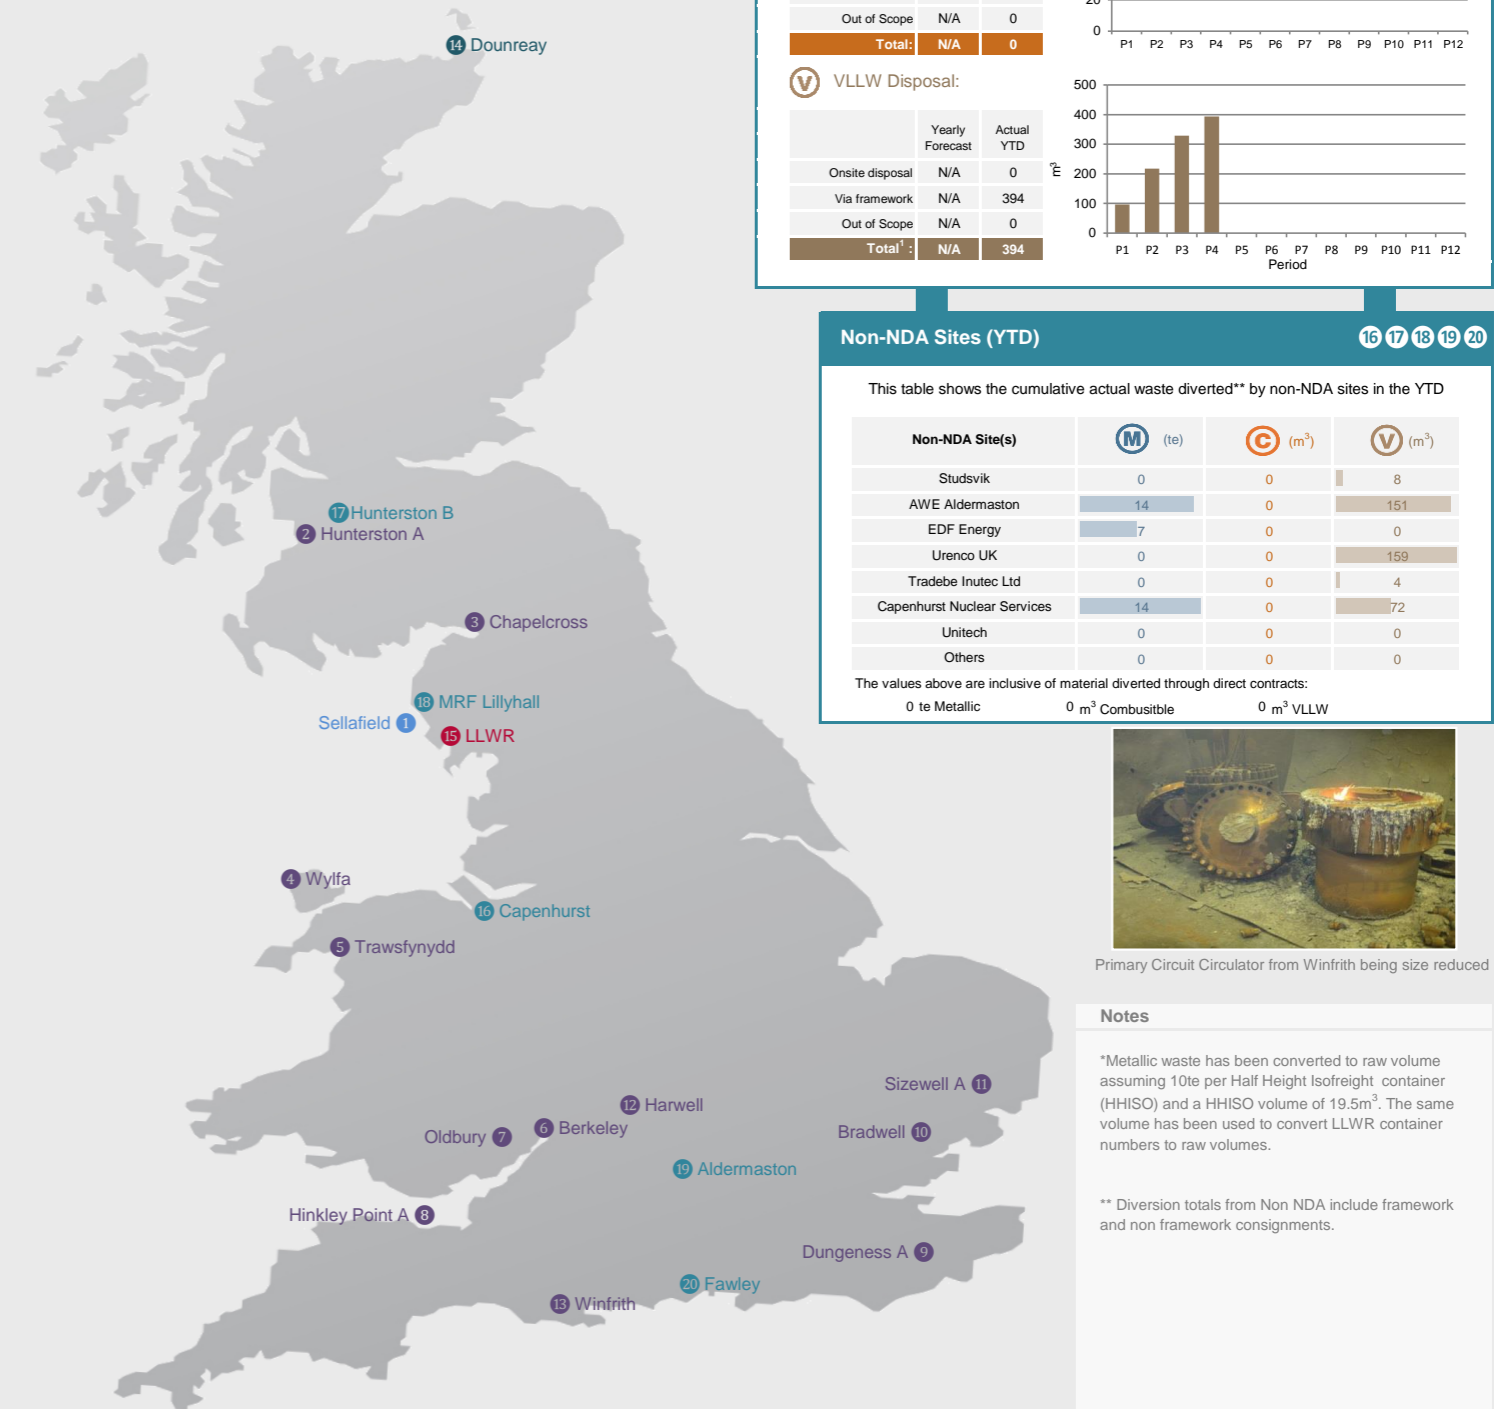 20
Out of Scope N/A 0
0
Total: N/A 0
P1 P2 P3 P4 P5 P6 P7 P8 P9 P10 P11 P12
V VLLW Disposal:
Yearly Forecast Actual YTD
Onsite disposal N/A 0
Via framework N/A 394
Out of Scope N/A 0
Total¹ : N/A 394
500
400
300
200
100
0
m³
P1 P2 P3 P4 P5 P6 P7 P8 P9 P10 P11 P12
Period
Non-NDA Sites (YTD) 16 17 18 19 20
This table shows the cumulative actual waste diverted** by non-NDA sites in the YTD
Non-NDA Site(s) M (te) C (m³) V (m³)
Studsvik 0 0 8
AWE Aldermaston 14 0 151
EDF Energy 7 0 0
Urenco UK 0 0 159
Tradebe Inutec Ltd 0 0 4
Capenhurst Nuclear Services 14 0 72
Unitech 0 0 0
Others 0 0 0
The values above are inclusive of material diverted through direct contracts:
0 te Metallic 0 m³ Combusitble 0 m³ VLLW
14 Dounreay
17 Hunterston B
2 Hunterston A
3 Chapelcross
18 MRF Lillyhall
Sellafield 1
15 LLWR
4 Wylfa
16 Capenhurst
5 Trawsfynydd
Sizewell A 11
12 Harwell
6 Berkeley
Oldbury 7
Bradwell 10
19 Aldermaston
Hinkley Point A 8
Dungeness A 9
20 Fawley
13 Winfrith
Primary Circuit Circulator from Winfrith being size reduced
Notes
*Metallic waste has been converted to raw volume
assuming 10te per Half Height Isofreight container
(HHISO) and a HHISO volume of 19.5m³. The same
volume has been used to convert LLWR container
numbers to raw volumes.
** Diversion totals from Non NDA include framework
and non framework consignments.